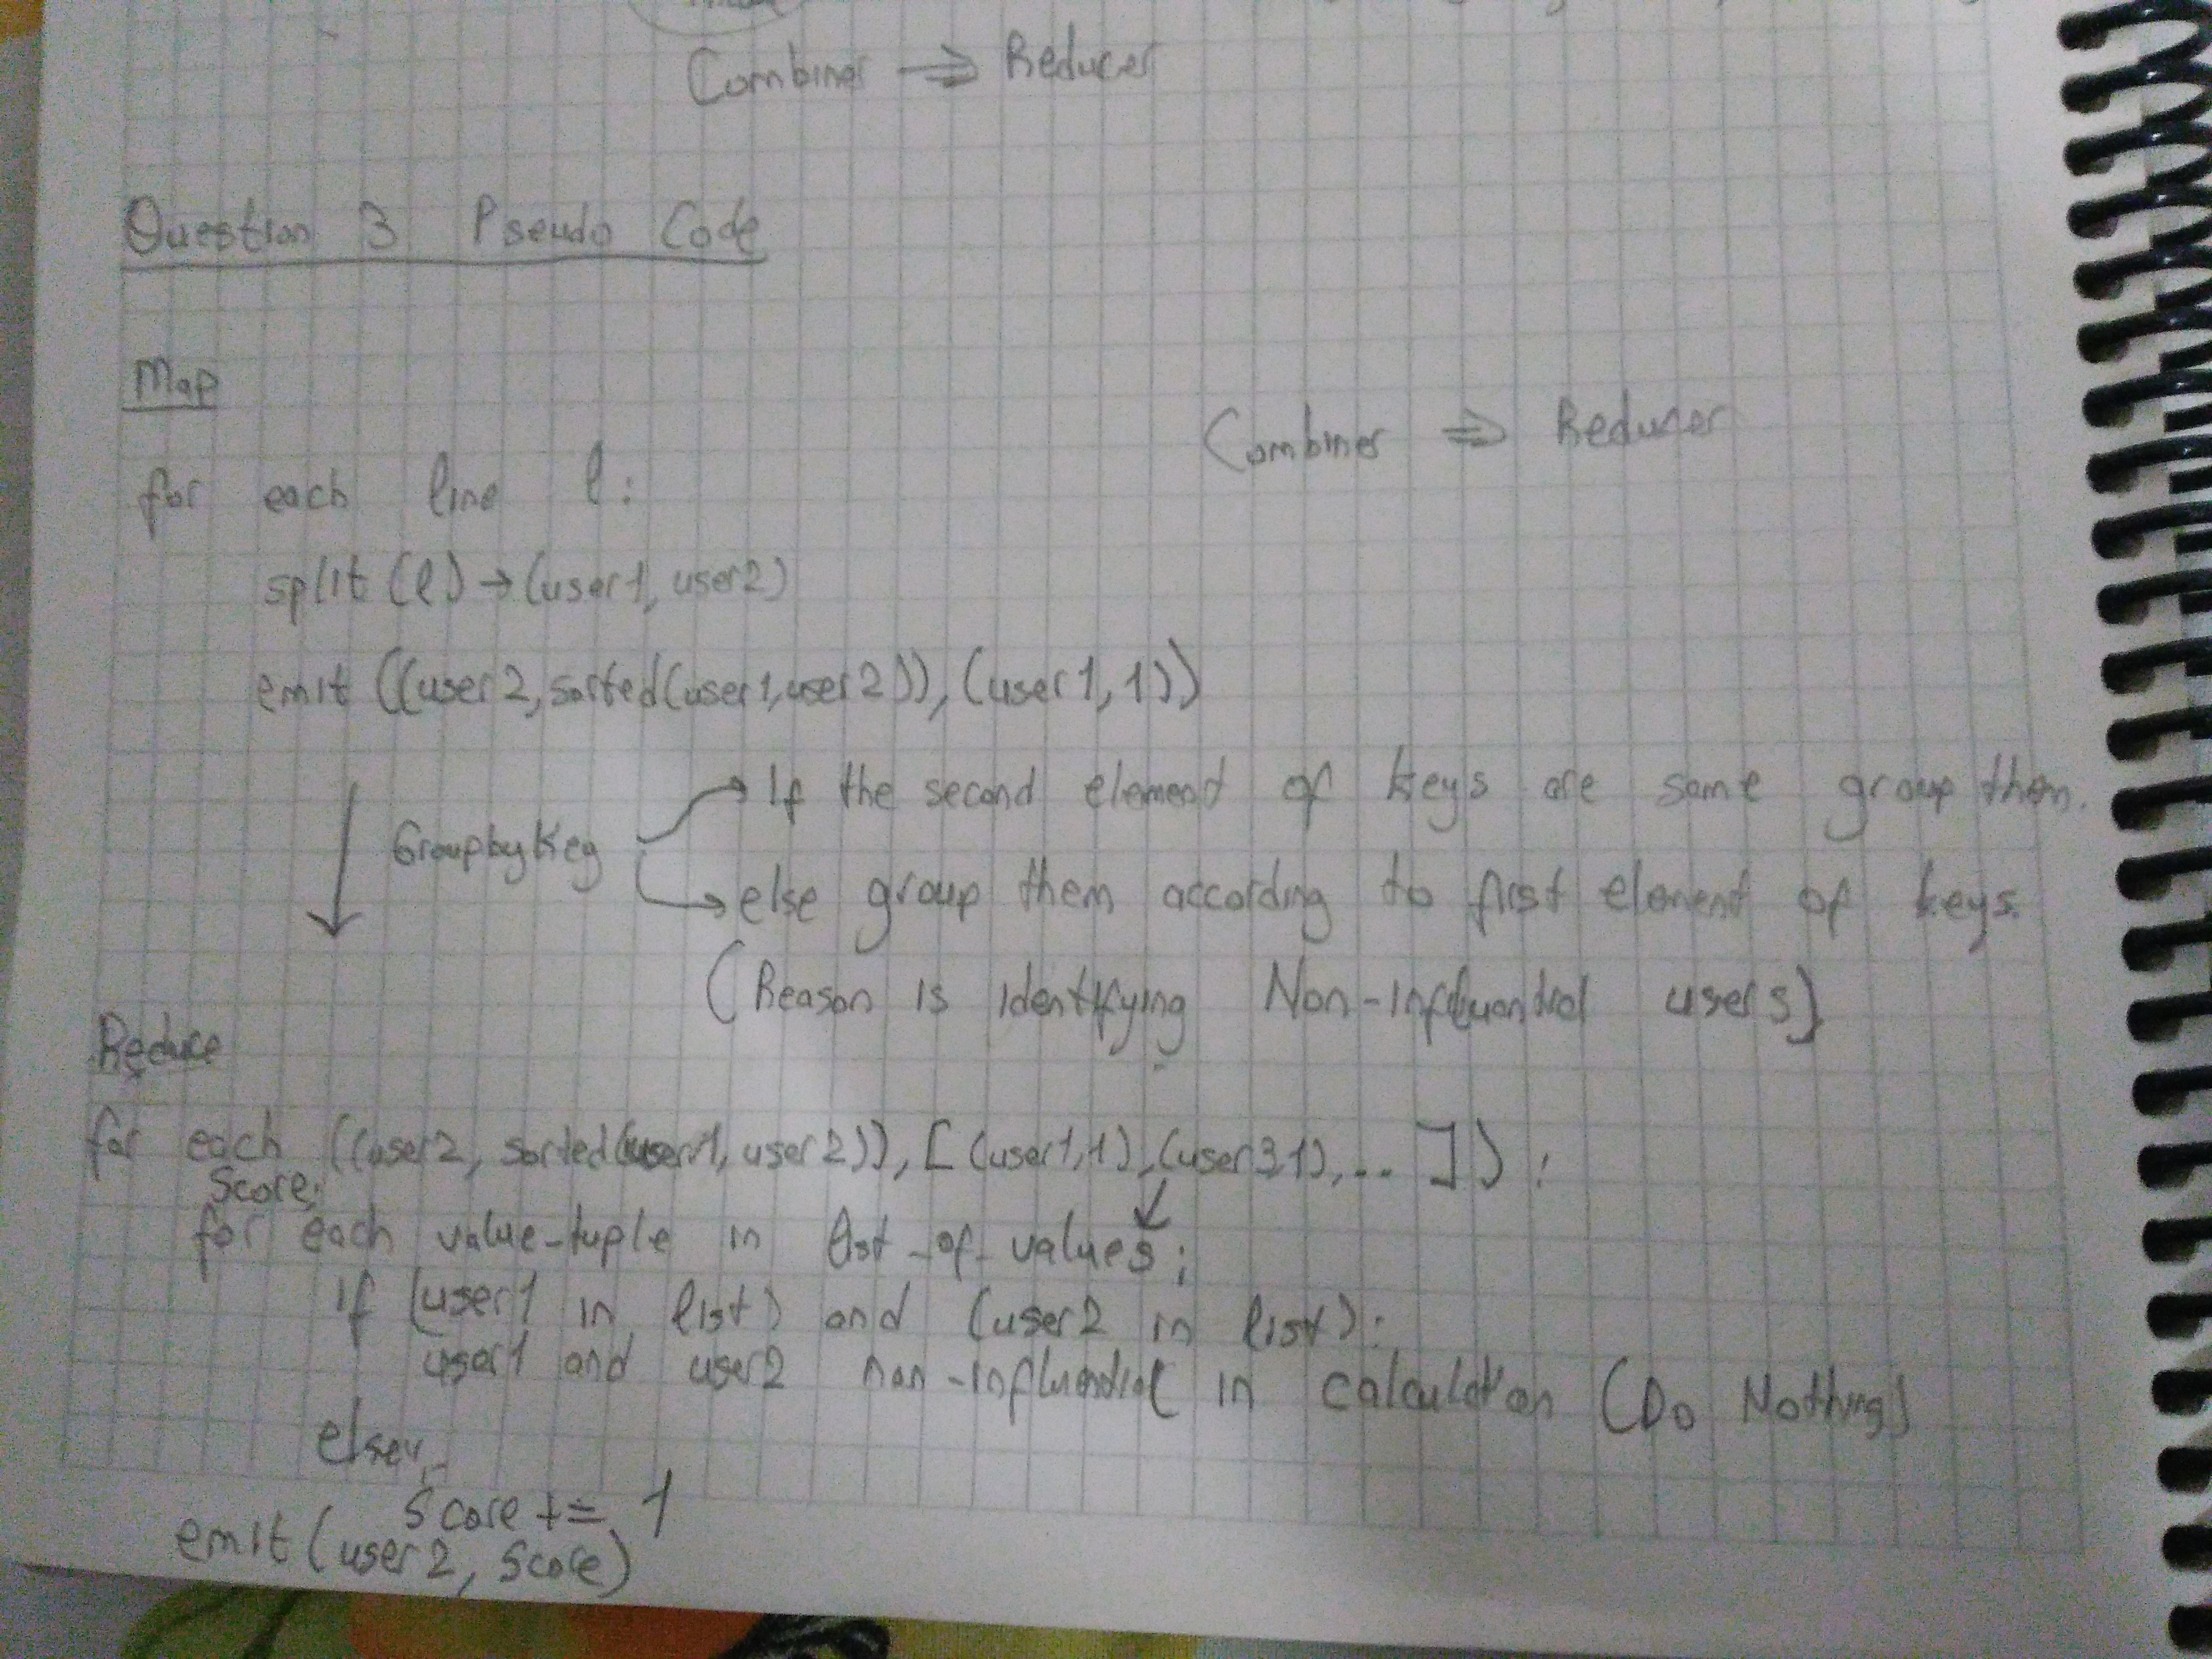 Combiner ⇒ Reducer
Question 3 Pseudo Code
Map
Combiner ⇒ Reducer
for each line l:
split (l) → (user1, user2)
emit ((user2, sorted(user1,user2)), (user1, 1))
→ If the second element of keys are same group them.
GroupbyKey
→ else group them according to first element of keys.
(Reason is identifying Non-influential users)
Reduce
for each ((user2, sorted(user1, user2)), [(user1,1), (user3,1), ... ]) :
Score;
for each value-tuple in list-of-values;
if (user1 in list) and (user2 in list):
user1 and user2 non-influential in calculation (Do Nothing)
else
Score += 1
emit (user2, Score)